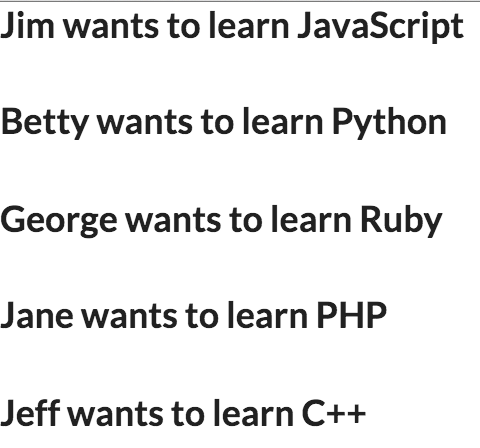 Jim wants to learn JavaScript
Betty wants to learn Python
George wants to learn Ruby
Jane wants to learn PHP
Jeff wants to learn C++